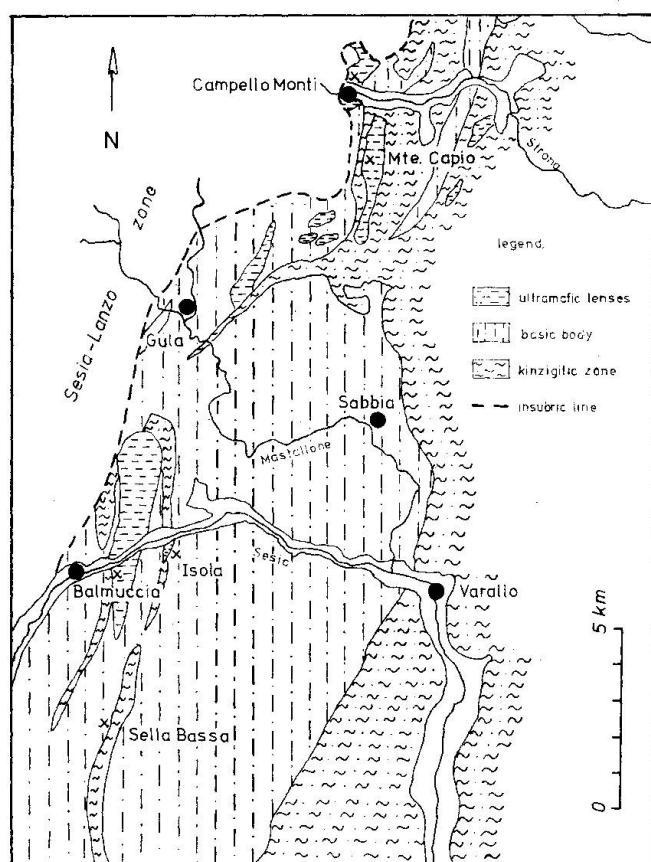 Campello Monti
N
Mte. Capio
Strona
zone
Sesia-Lanzo
legend.
ultramafic lenses
basic body
kinzigitic zone
insubric line
Gula
Sabbia
Mastallone
Sesia
Isola
Balmuccia
Varallo
Sella Bassa
5 km
0